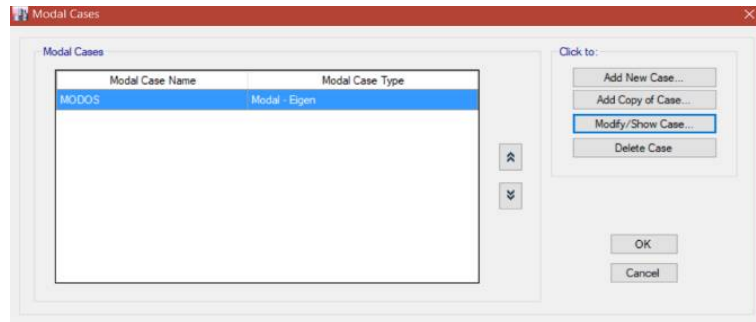 Modal Cases
Modal Cases
Modal Case Name Modal Case Type
MODOS Modal - Eigen
Click to:
Add New Case...
Add Copy of Case...
Modify/Show Case...
Delete Case
OK
Cancel